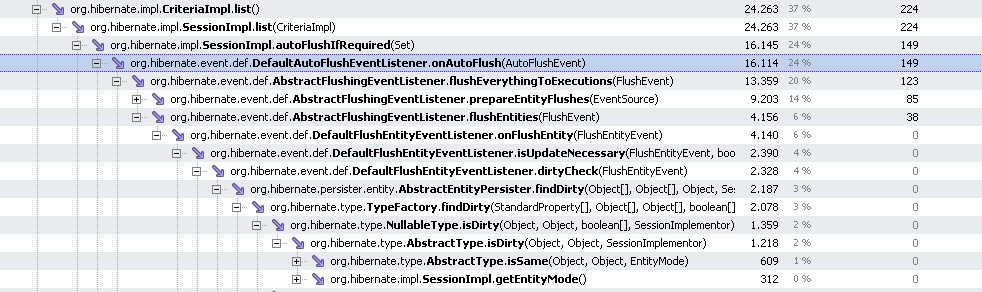 org.hibernate.impl.CriteriaImpl.list() 24.263 37 % 224
org.hibernate.impl.SessionImpl.list(CriteriaImpl) 24.263 37 % 224
org.hibernate.impl.SessionImpl.autoFlushIfRequired(Set) 16.145 24 % 149
org.hibernate.event.def.DefaultAutoFlushEventListener.onAutoFlush(AutoFlushEvent) 16.114 24 % 149
org.hibernate.event.def.AbstractFlushingEventListener.flushEverythingToExecutions(FlushEvent) 13.359 20 % 123
org.hibernate.event.def.AbstractFlushingEventListener.prepareEntityFlushes(EventSource) 9.203 14 % 85
org.hibernate.event.def.AbstractFlushingEventListener.flushEntities(FlushEvent) 4.156 6 % 38
org.hibernate.event.def.DefaultFlushEntityEventListener.onFlushEntity(FlushEntityEvent) 4.140 6 % 0
org.hibernate.event.def.DefaultFlushEntityEventListener.isUpdateNecessary(FlushEntityEvent, boo 2.390 4 % 0
org.hibernate.event.def.DefaultFlushEntityEventListener.dirtyCheck(FlushEntityEvent) 2.328 4 % 0
org.hibernate.persister.entity.AbstractEntityPersister.findDirty(Object[], Object[], Object, Se: 2.187 3 % 0
org.hibernate.type.TypeFactory.findDirty(StandardProperty[], Object[], Object[], boolean[] 2.078 3 % 0
org.hibernate.type.NullableType.isDirty(Object, Object, boolean[], SessionImplementor) 1.359 2 % 0
org.hibernate.type.AbstractType.isDirty(Object, Object, SessionImplementor) 1.218 2 % 0
org.hibernate.type.AbstractType.isSame(Object, Object, EntityMode) 609 1 % 0
org.hibernate.impl.SessionImpl.getEntityMode() 312 0 % 0